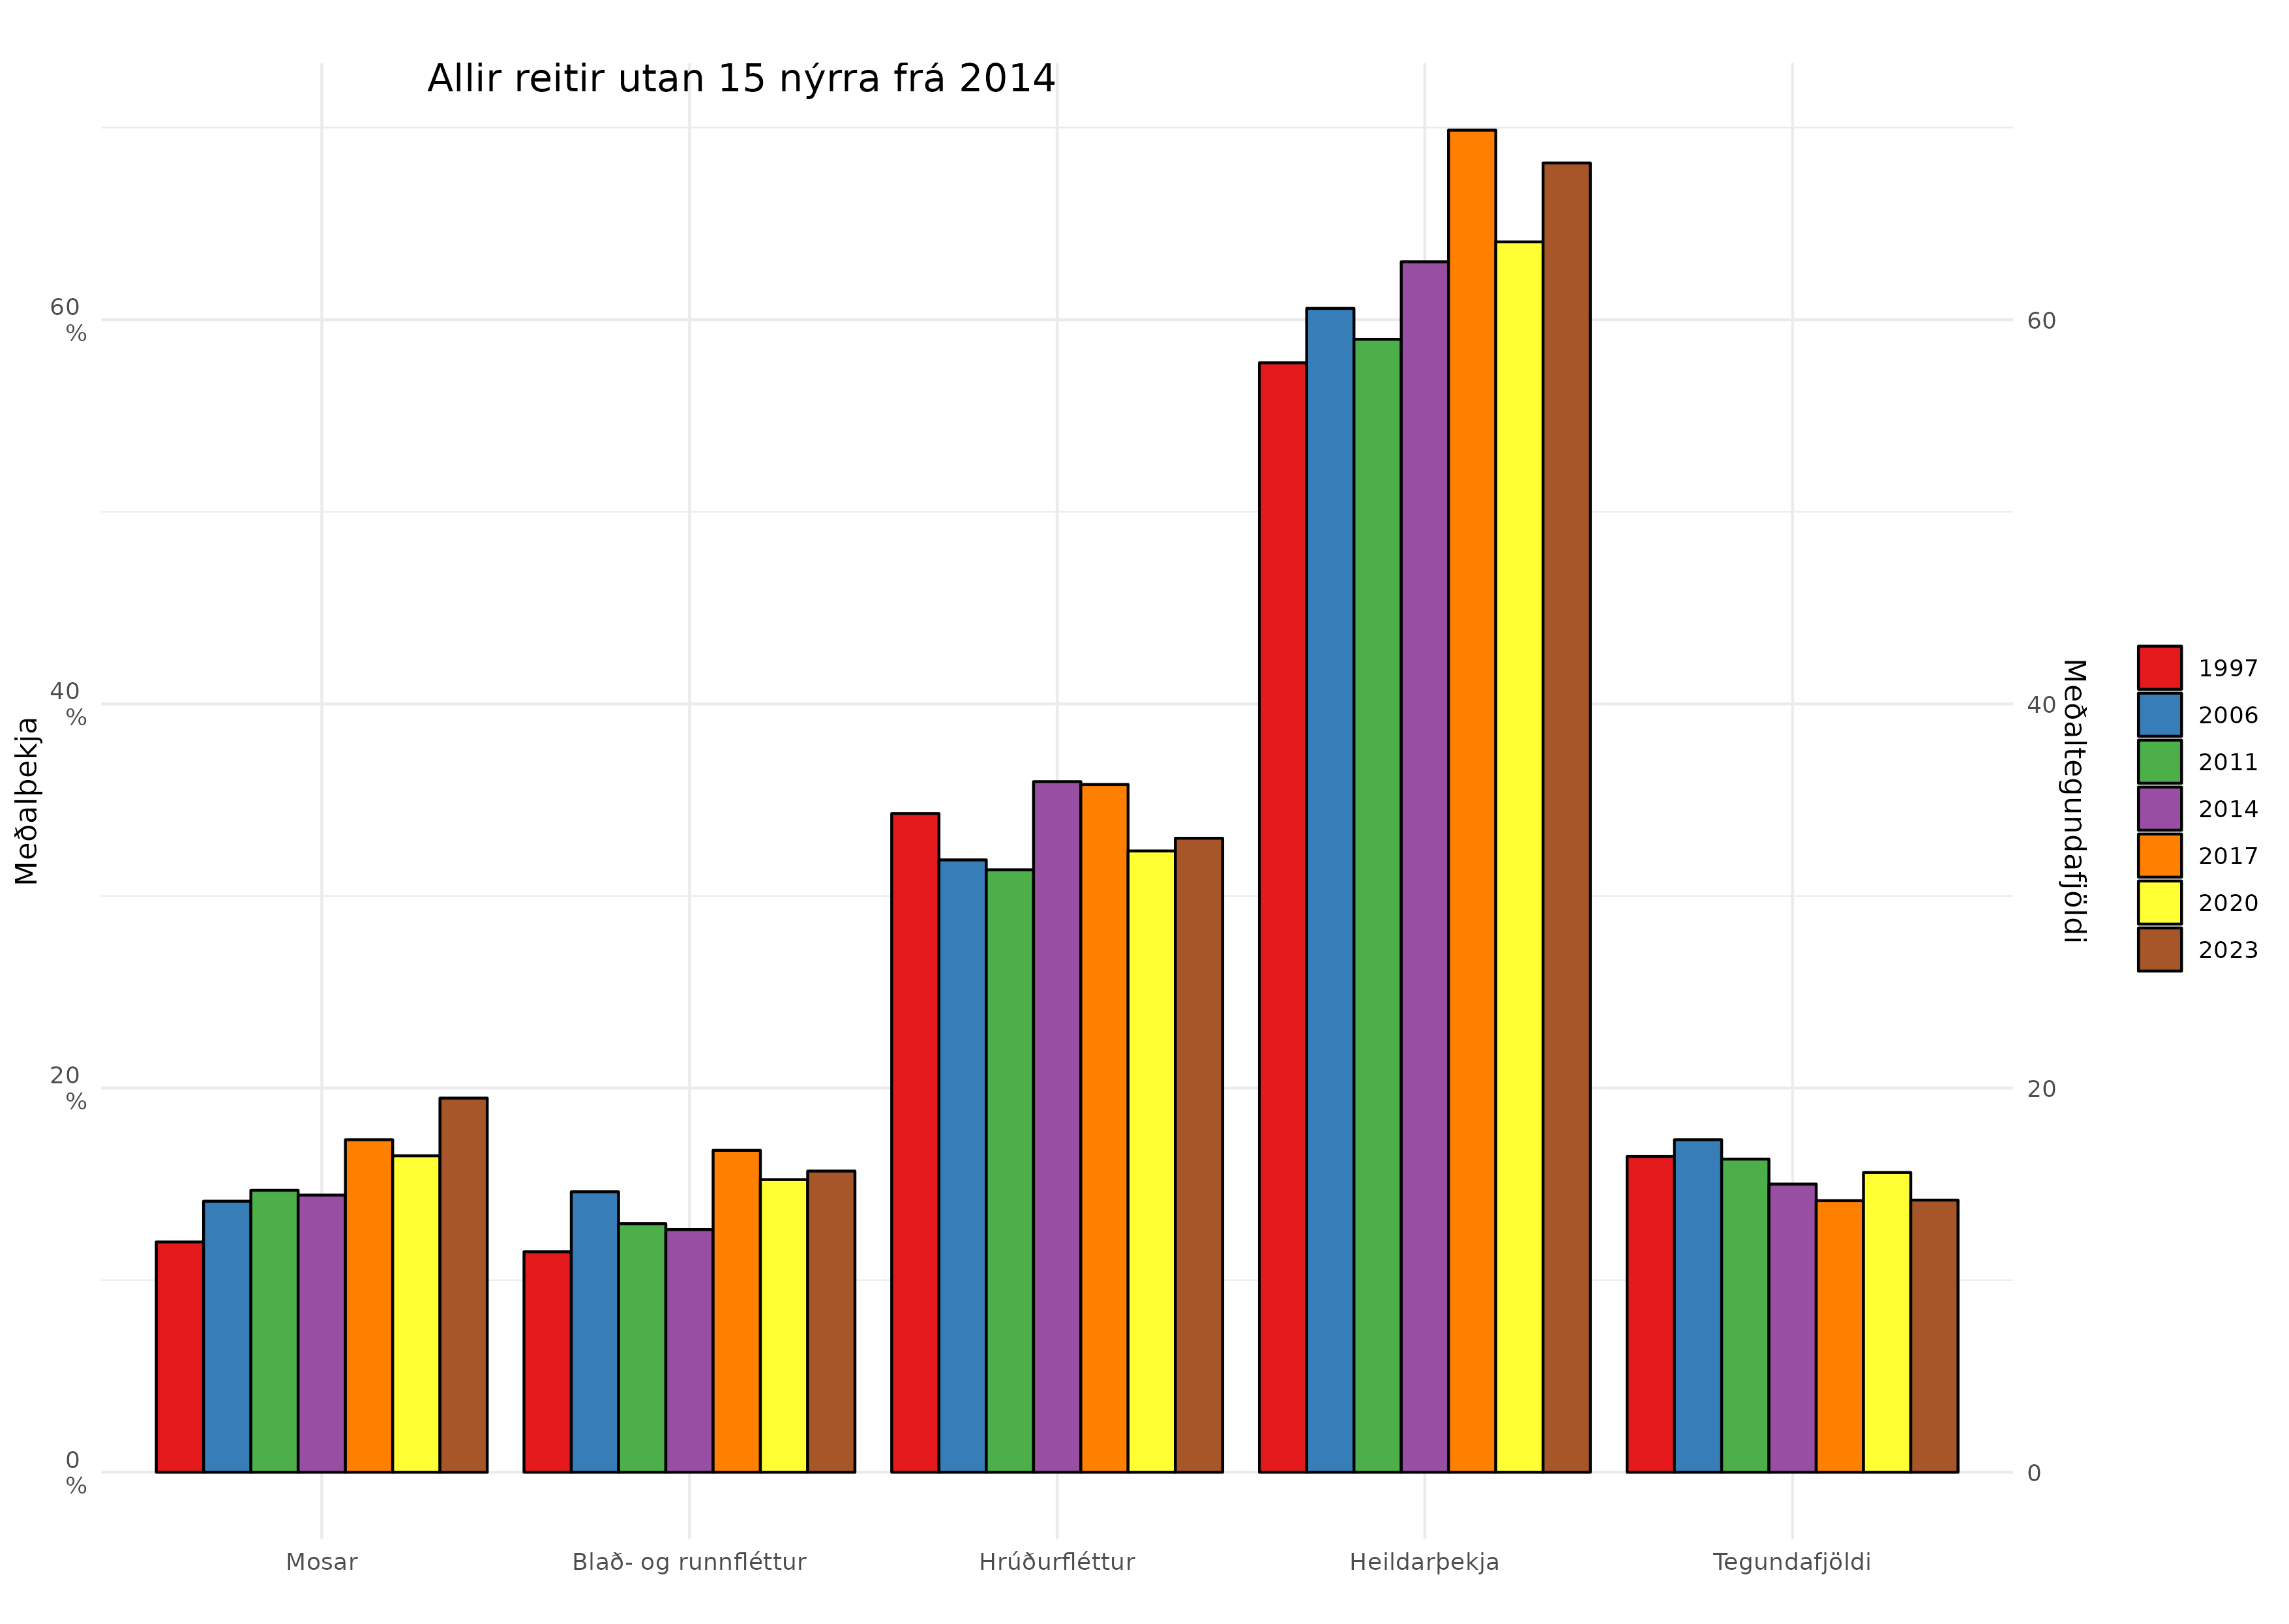 Allir reitir utan 15 nýrra frá 2014
Meðalþekja
60
%
40
%
20
%
0
%
60
40
20
0
Meðaltegundafjöldi
1997
2006
2011
2014
2017
2020
2023
Mosar
Blað- og runnfléttur
Hrúðurfléttur
Heildarþekja
Tegundafjöldi